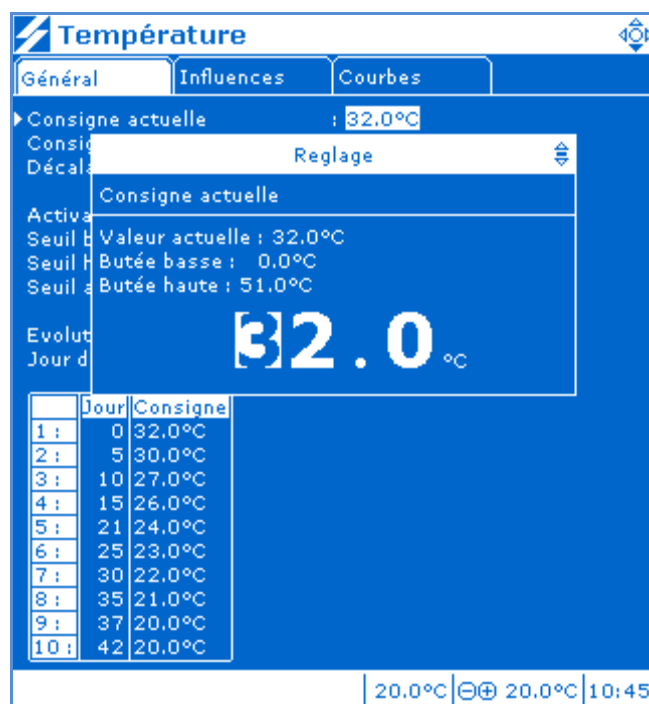 Température
Général Influences Courbes
Consigne actuelle : 32.0°C
Reglage
Consigne actuelle
Valeur actuelle : 32.0°C
Butée basse : 0.0°C
Butée haute : 51.0°C
32.0 °C
Seuil
Seuil
Seuil
Jour
Jour Consigne
1 : 0 32.0°C
2 : 5 30.0°C
3 : 10 27.0°C
4 : 15 26.0°C
5 : 21 24.0°C
6 : 25 23.0°C
7 : 30 22.0°C
8 : 35 21.0°C
9 : 37 20.0°C
10 : 42 20.0°C
20.0°C 20.0°C 10:45